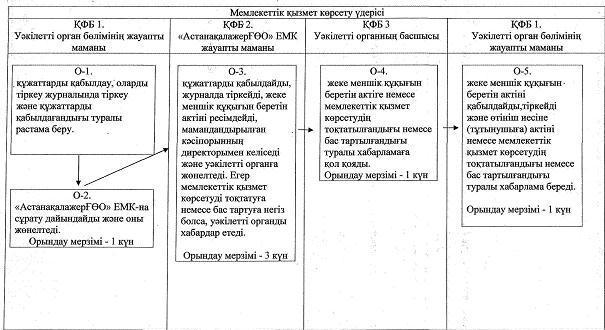 Мемлекеттік қызмет көрсету үдерісі
ҚФБ 1.
Уәкілетті орган бөлімінің жауапты маманы
ҚФБ 2.
«АстанақалажерҒӨО» ЕМК
жауапты маманы
ҚФБ 3
Уәкілетті органның басшысы
ҚФБ 1.
Уәкілетті орган бөлімінің
жауапты маманы
О-1.
құжаттарды қабылдау, оларды
тіркеу журналында тіркеу
және құжаттарды
қабылдағандығы туралы
растама беру.
О-2.
«АстанақалажерҒӨО» ЕМК-на
сұрату дайындайды және оны
жөнелтеді.
Орындау мерзімі - 1 күн
О-3.
құжаттарды қабылдайды,
журналда тіркейді, жеке
меншік құқығын беретін
актіні ресімдейді,
мамандандырылған
кәсіпорынның
директорымен келіседі
және уәкілетті органға
жөнелтеді. Егер
мемлекеттік қызмет
көрсетуді тоқтатуға
немесе бас тартуға негіз
болса, уәкілетті органды
хабардар етеді.
Орындау мерзімі - 3 күн
О-4.
жеке меншік құқығын
беретін актіге немесе
мемлекеттік қызмет
көрсетудің
тоқтатылғандығы немесе
бас тартылғандығы
туралы хабарламаға
қол қояды.
Орындау мерзімі - 1 күн
О-5.
жеке меншік құқығын
беретін актіні
қабылдайды,тіркейді
және өтініш иесіне
(тұтынушыға) актіні
немесе мемлекеттік
қызмет көрсетудің
тоқтатылғандығы немесе
бас тартылғандығы
туралы хабарлама береді.
Орындау мерзімі - 1 күн